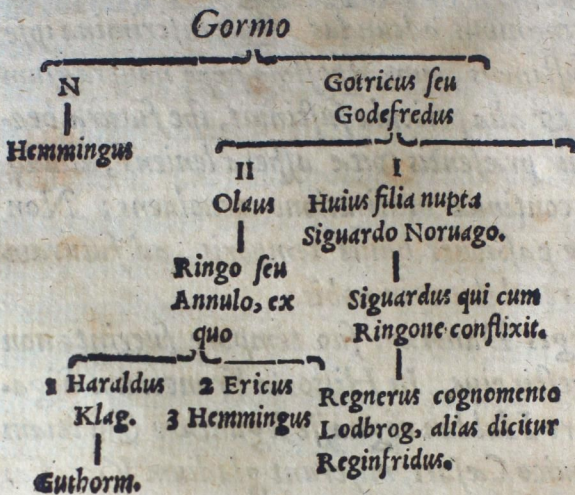 Gormo
N
Hemmingus
Gotricus ſeu
Godefredus
II
Olaus
Ringo ſeu
Annulo, ex
quo
1 Haraldus
Klag.
Guthorm.
2 Ericus
3 Hemmingus
I
Huius filia nupta
Siguardo Noruago.
Siguardus qui cum
Ringone conflixit.
Regnerus cognomento
Lodbrog, alias dicitur
Reginfridus.